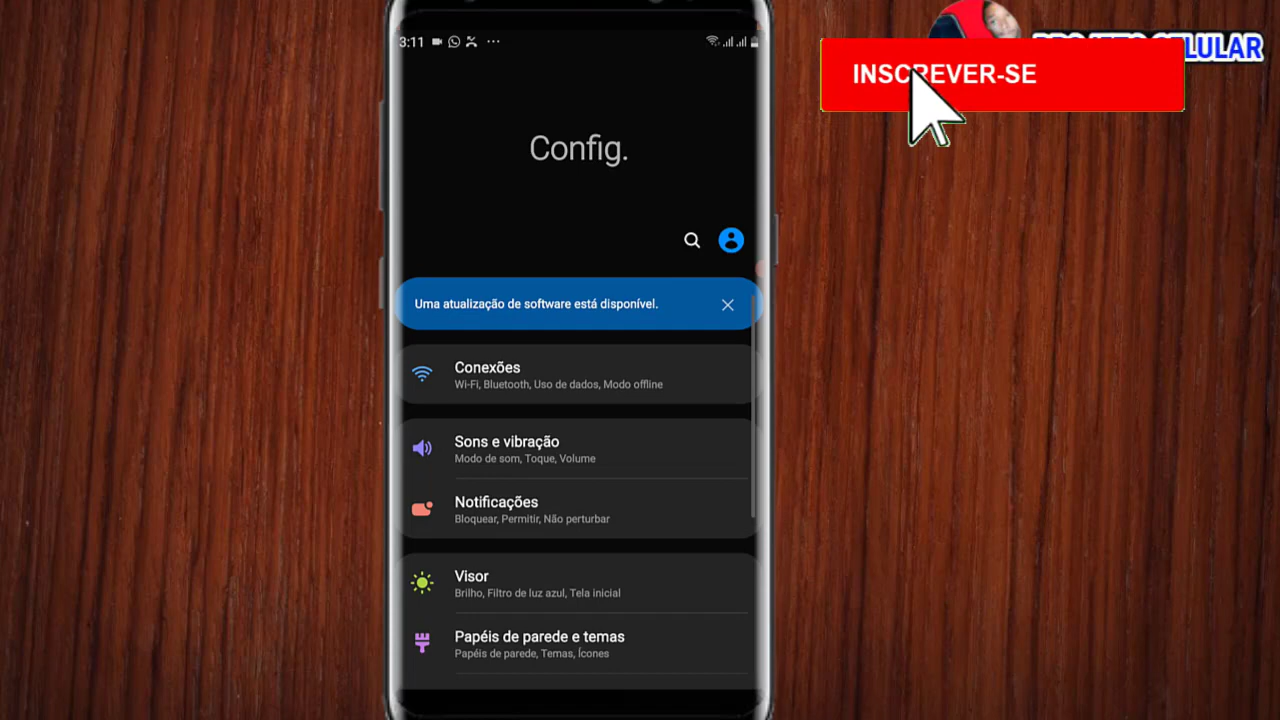 CELULAR
INSCREVER-SE
3:11
Config.
Uma atualização de software está disponível.
Conexões
Wi-Fi, Bluetooth, Uso de dados, Modo offline
Sons e vibração
Modo de som, Toque, Volume
Notificações
Bloquear, Permitir, Não perturbar
Visor
Brilho, Filtro de luz azul, Tela inicial
Papéis de parede e temas
Papéis de parede, Temas, Ícones